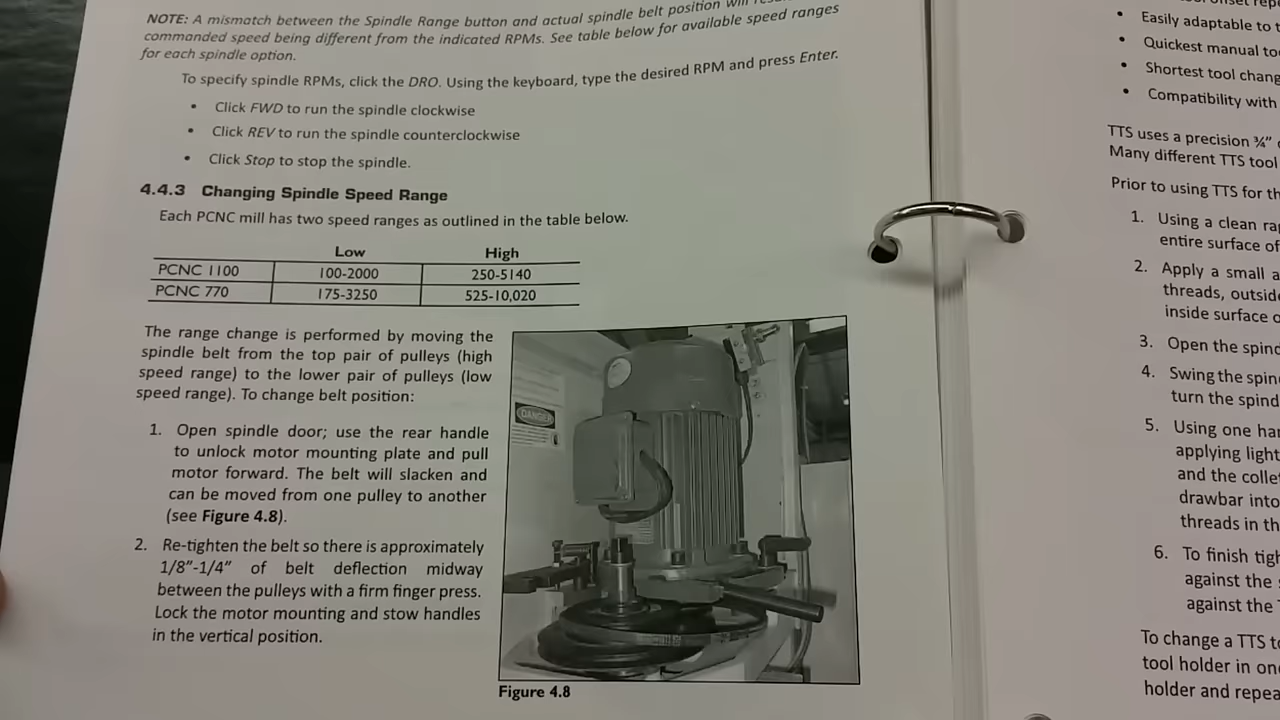 NOTE: A mismatch between the Spindle Range button and actual spindle belt position will
commanded speed being different from the indicated RPMs. See table below for available speed ranges
for each spindle option.
To specify spindle RPMs, click the DRO. Using the keyboard, type the desired RPM and press Enter.
• Click FWD to run the spindle clockwise
• Click REV to run the spindle counterclockwise
• Click Stop to stop the spindle.
4.4.3 Changing Spindle Speed Range
Each PCNC mill has two speed ranges as outlined in the table below.
Low High
PCNC 1100 100-2000 250-5140
PCNC 770 175-3250 525-10,020
The range change is performed by moving the
spindle belt from the top pair of pulleys (high
speed range) to the lower pair of pulleys (low
speed range). To change belt position:
1. Open spindle door; use the rear handle
to unlock motor mounting plate and pull
motor forward. The belt will slacken and
can be moved from one pulley to another
(see Figure 4.8).
2. Re-tighten the belt so there is approximately
1/8"-1/4" of belt deflection midway
between the pulleys with a firm finger press.
Lock the motor mounting and stow handles
in the vertical position.
DANGER
Figure 4.8
• Easily adaptable to
• Quickest manual
• Shortest tool
• Compatibility with
TTS uses a precision ¾"
Many different TTS tool
Prior to using TTS for
1. Using a clean
entire surface of
2. Apply a small
threads, outside
inside surface
3. Open the
4. Swing the
turn the
5. Using one
applying light
and the
drawbar into
threads in
6. To finish
against the
against the
To change a TTS
tool holder in
holder and